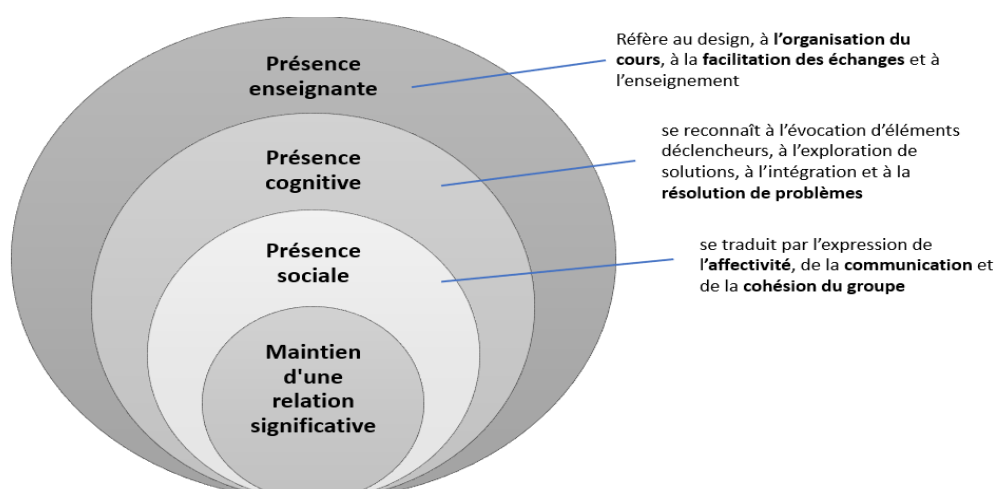 Présence
enseignante
Réfère au design, à l’organisation du
cours, à la facilitation des échanges et à
l’enseignement
Présence
cognitive
se reconnaît à l’évocation d’éléments
déclencheurs, à l’exploration de
solutions, à l’intégration et à la
résolution de problèmes
Présence
sociale
se traduit par l’expression de
l’affectivité, de la communication et
de la cohésion du groupe
Maintien
d'une
relation
significative